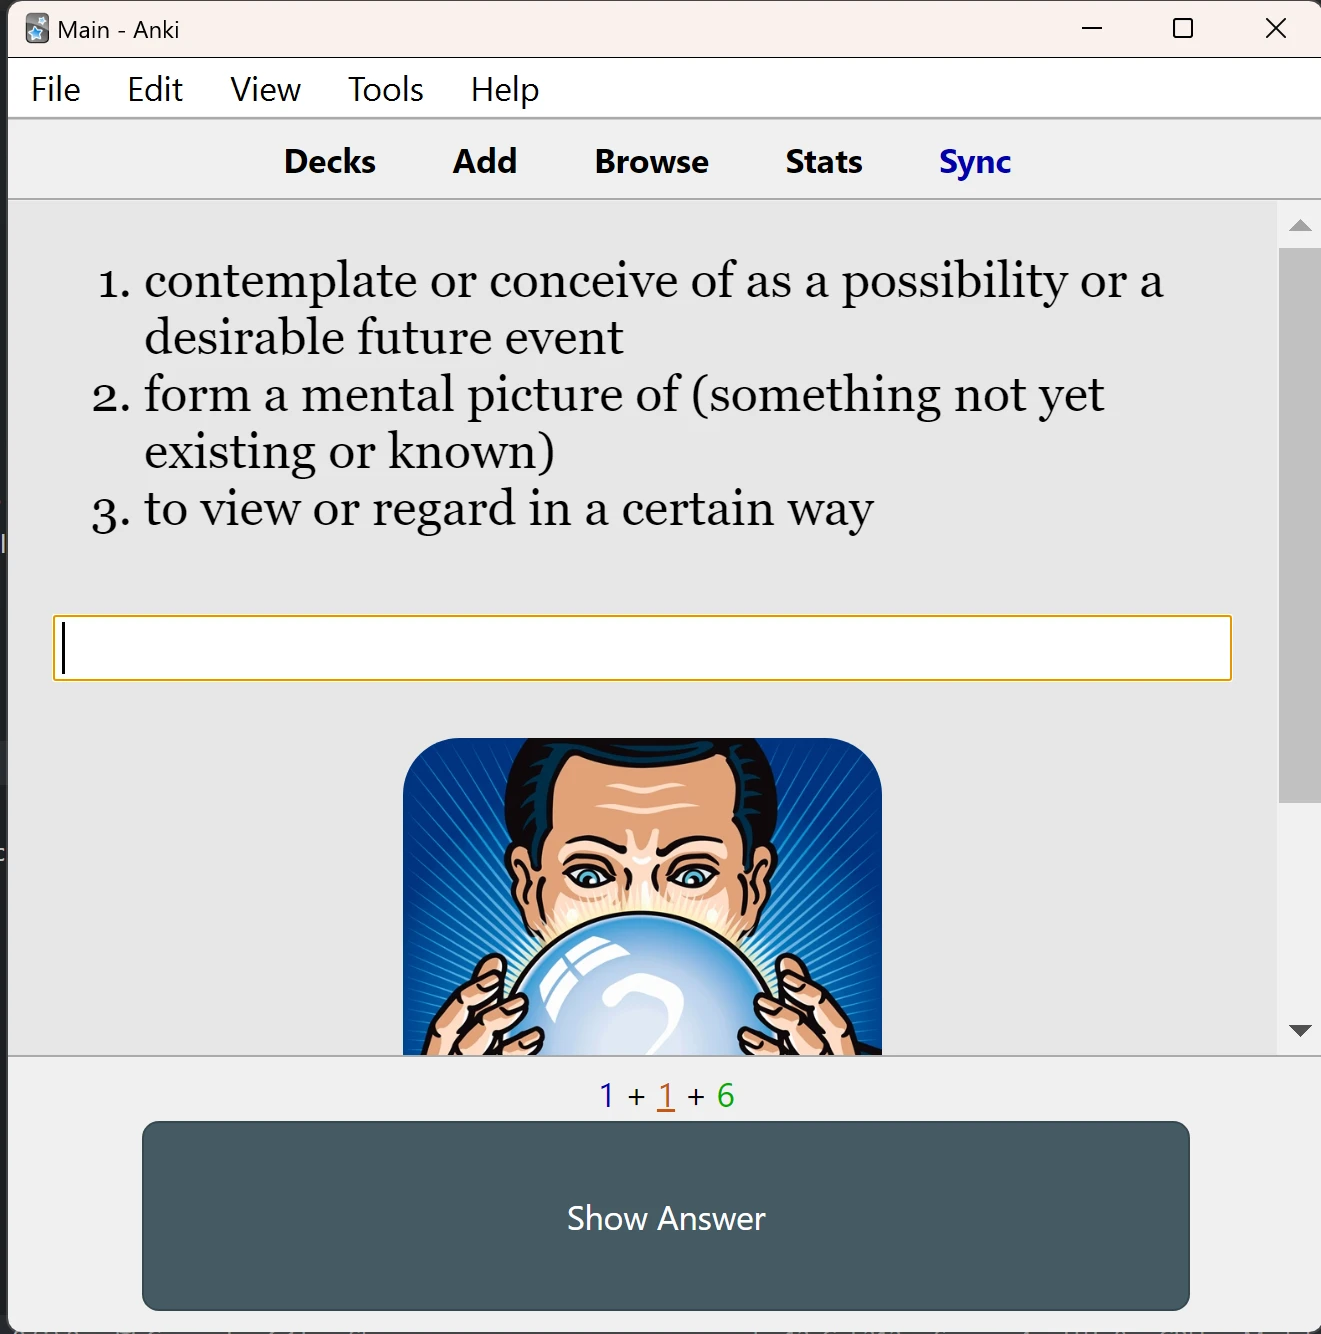 Main - Anki
File Edit View Tools Help
Decks Add Browse Stats Sync
1. contemplate or conceive of as a possibility or a
desirable future event
2. form a mental picture of (something not yet
existing or known)
3. to view or regard in a certain way
?
1 + 1 + 6
Show Answer